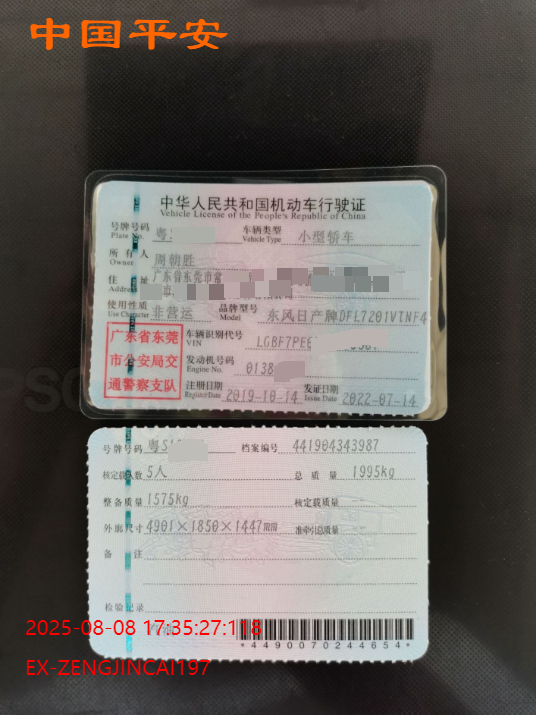 中国平安
中华人民共和国机动车行驶证
Vehicle License of the People's Republic of China
号牌号码 粤 车辆类型 小型轿车
Plate No. Vehicle Type
所有人 周朝胜
Owner
住址 广东省东莞市常
Address 市
使用性质 非营运 品牌型号 东风日产牌DFL7201V1NF4
Use Character Model
广东省东莞
市公安局交
通警察支队
车辆识别代号 LGBF7PE
VIN
发动机号码 0138
Engine No.
注册日期 2019-10-14 发证日期 2022-07-14
Register Date Issue Date
号牌号码 粤S 档案编号 441904343987
核定载人数 5人 总质量 1995kg
整备质量 1575kg 核定载质量
外廓尺寸 4901×1850×1447mm 准牵引总质量
备注
检验记录
2025-08-08 17:35:27:118
*4490070244654*
EX-ZENGJINCAI197